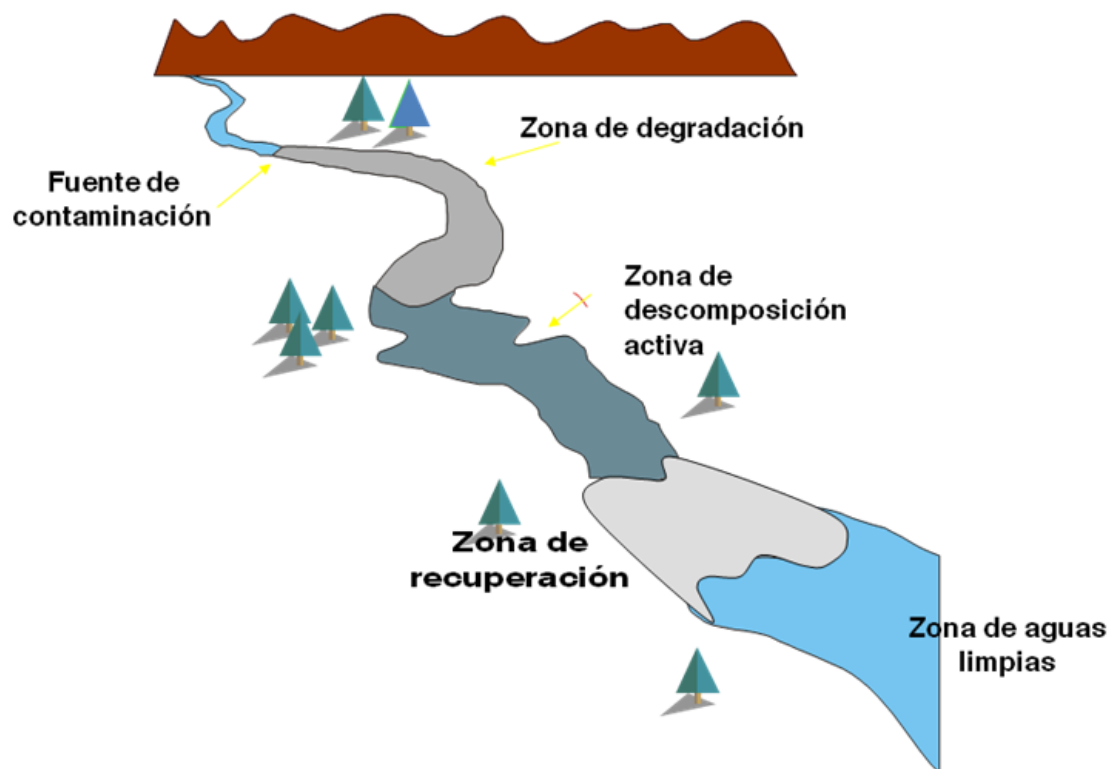 Zona de degradación
Fuente de
contaminación
Zona de
descomposición
activa
Zona de
recuperación
Zona de aguas
limpias